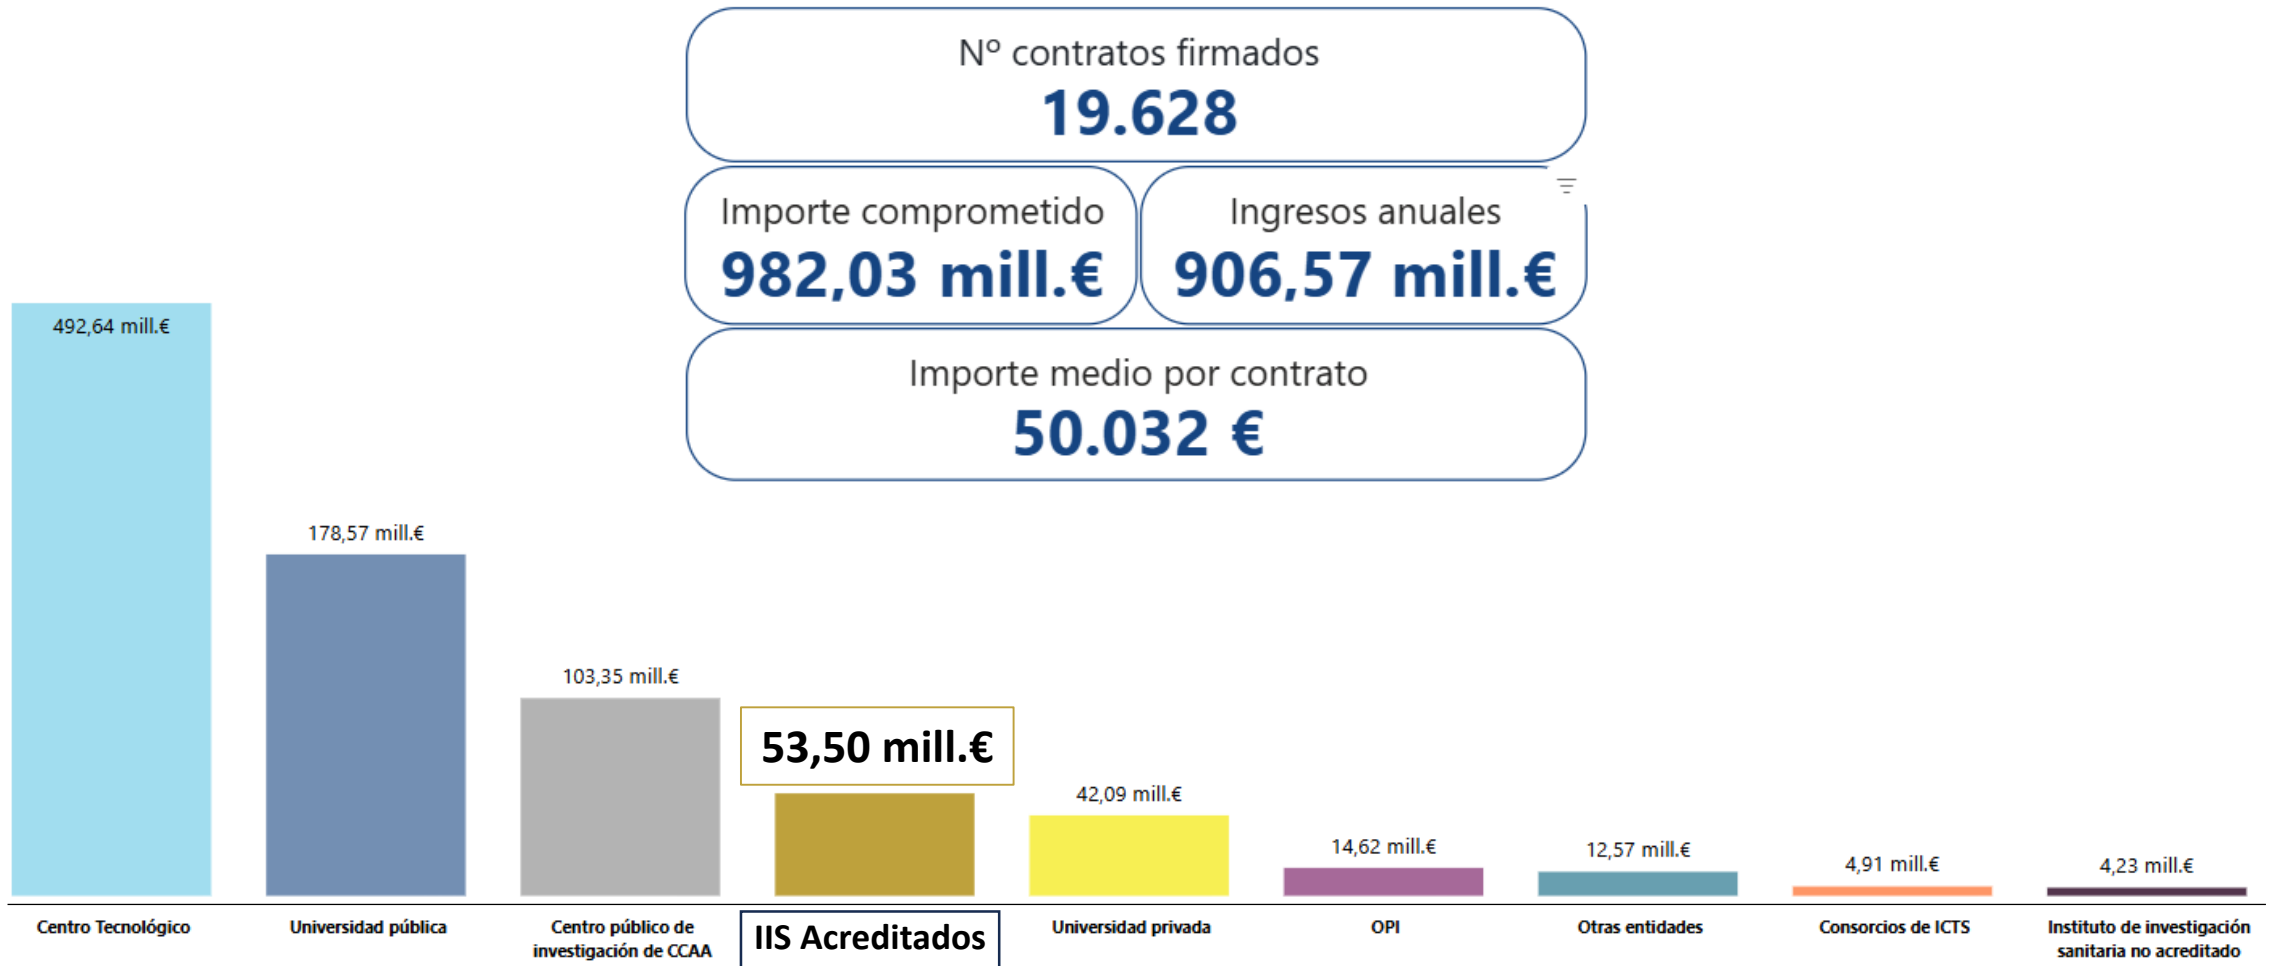 Nº contratos firmados
19.628
Importe comprometido
982,03 mill.€
Ingresos anuales
906,57 mill.€
Importe medio por contrato
50.032 €
492,64 mill.€
178,57 mill.€
103,35 mill.€
53,50 mill.€
42,09 mill.€
14,62 mill.€
12,57 mill.€
4,91 mill.€
4,23 mill.€
Centro Tecnológico
Universidad pública
Centro público de
investigación de CCAA
IIS Acreditados
Universidad privada
OPI
Otras entidades
Consorcios de ICTS
Instituto de investigación
sanitaria no acreditado